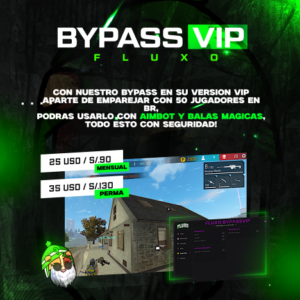 BYPASS VIP
FLUXO
CON NUESTRO BYPASS EN SU VERSION VIP
APARTE DE EMPAREJAR CON 50 JUGADORES EN
BR,
PODRAS USARLO CON AIMBOT Y BALAS MAGICAS,
TODO ESTO CON SEGURIDAD!
25 USD / S/.90
MENSUAL
35 USD / S/.130
PERMA